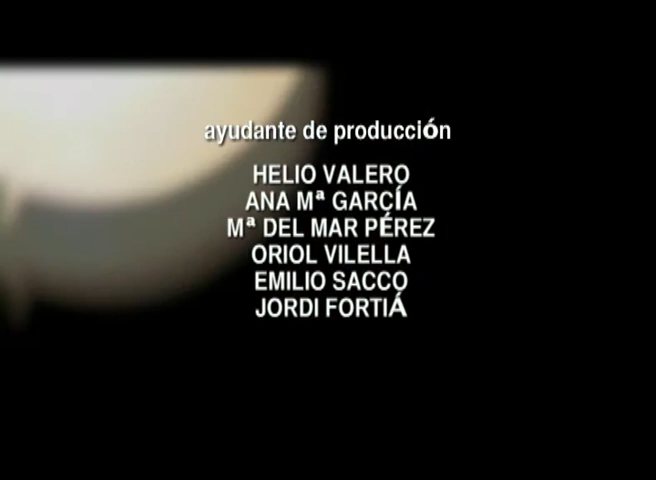 ayudante de producción
HELIO VALERO
ANA Mª GARCÍA
Mª DEL MAR PÉREZ
ORIOL VILELLA
EMILIO SACCO
JORDI FORTIÁ